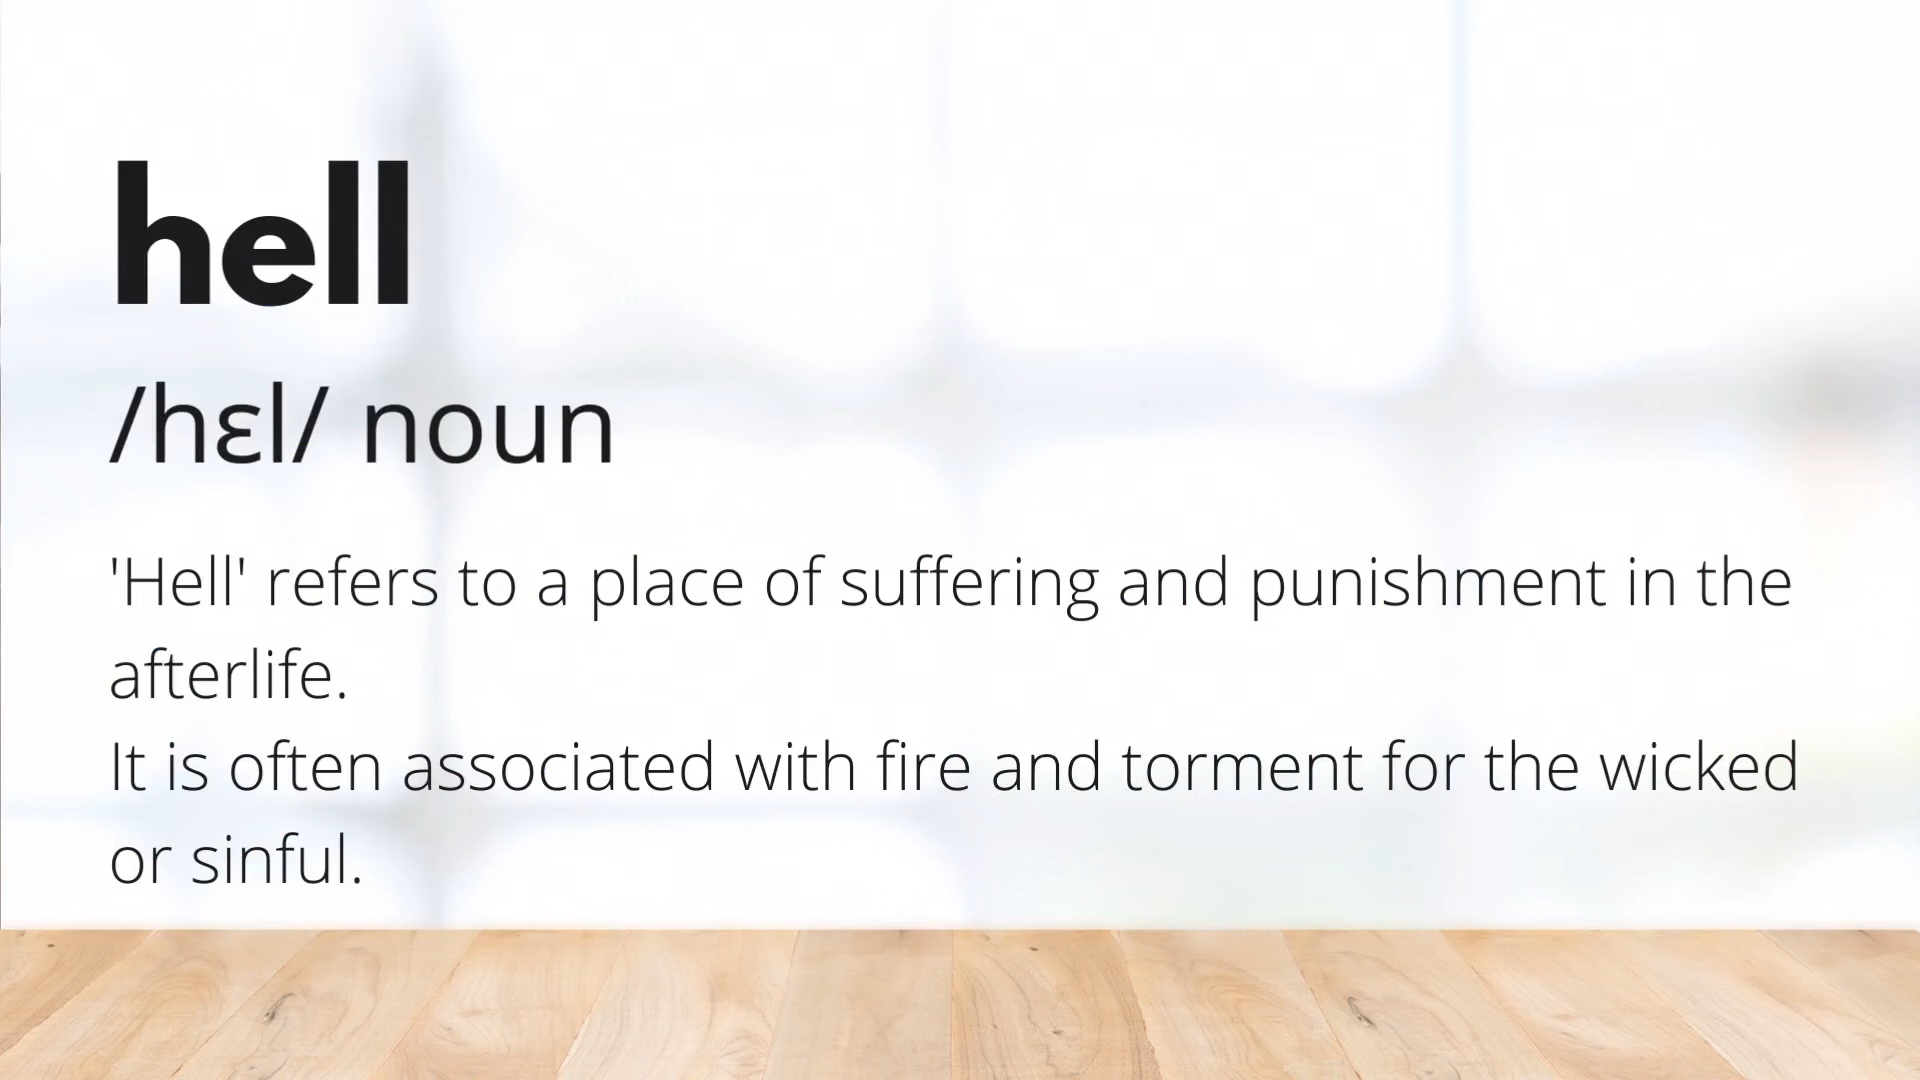 hell
/hɛl/ noun
'Hell' refers to a place of suffering and punishment in the
afterlife.
It is often associated with fire and torment for the wicked
or sinful.